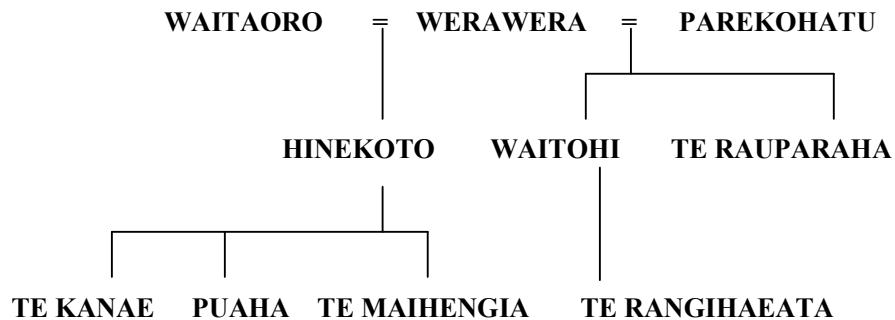 WAITAORO = WERAWERA = PAREKOHATU
HINEKOTO WAITOHI TE RAUPARAHA
TE KANAE PUAHA TE MAIHENGIA TE RANGIHAEATA